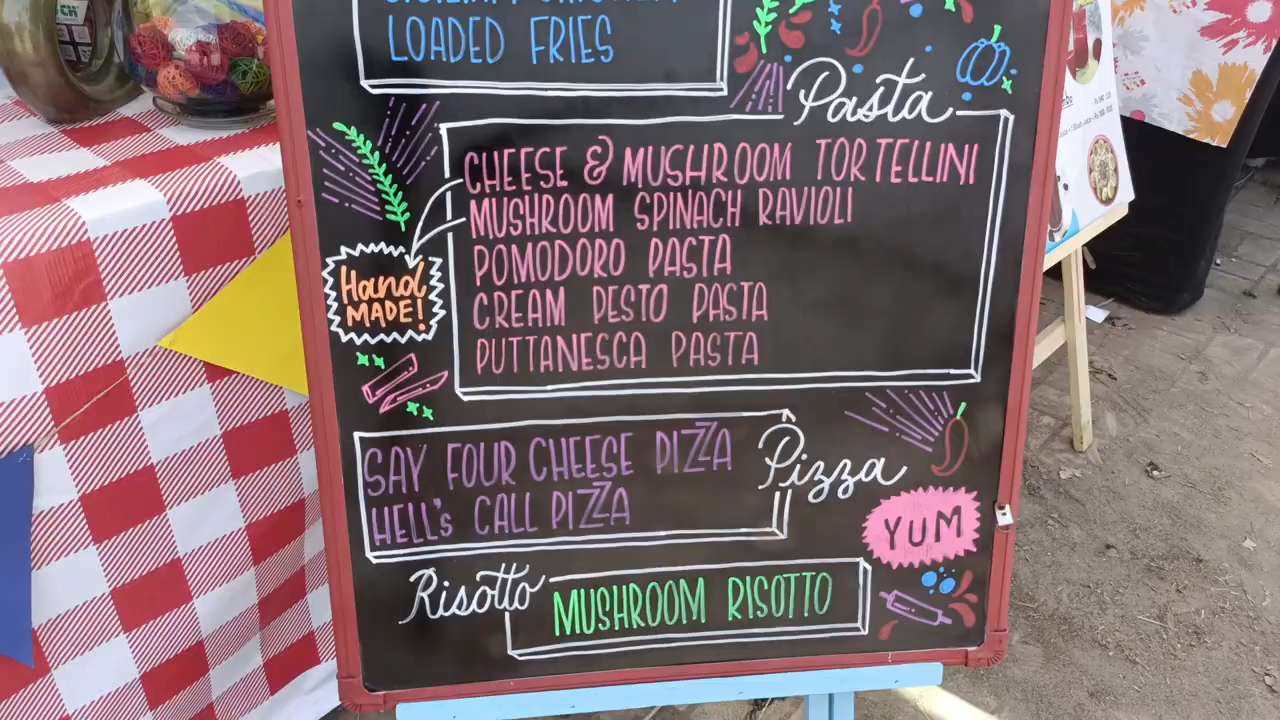 LOADED FRIES
Pasta
CHEESE & MUSHROOM TORTELLINI
MUSHROOM SPINACH RAVIOLI
POMODORO PASTA
CREAM PESTO PASTA
PUTTANESCA PASTA
Hand
MADE!
SAY FOUR CHEESE PIZZA
HELL's CALL PIZZA
Pizza
YUM
Risotto
MUSHROOM RISOTTO